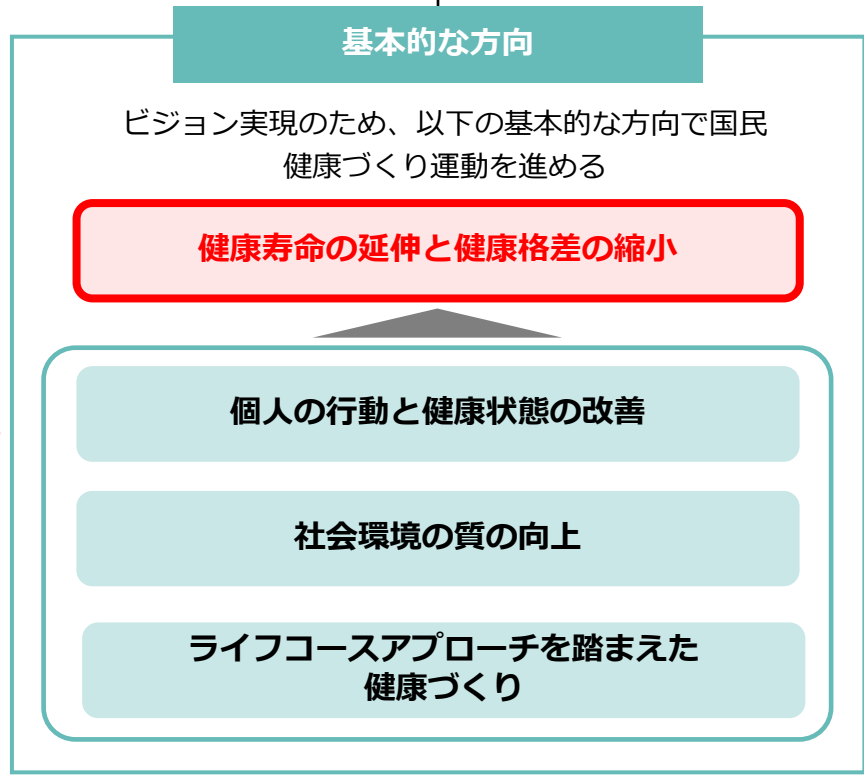 基本的な方向
ビジョン実現のため、以下の基本的な方向で国民
健康づくり運動を進める
健康寿命の延伸と健康格差の縮小
個人の行動と健康状態の改善
社会環境の質の向上
ライフコースアプローチを踏まえた
健康づくり